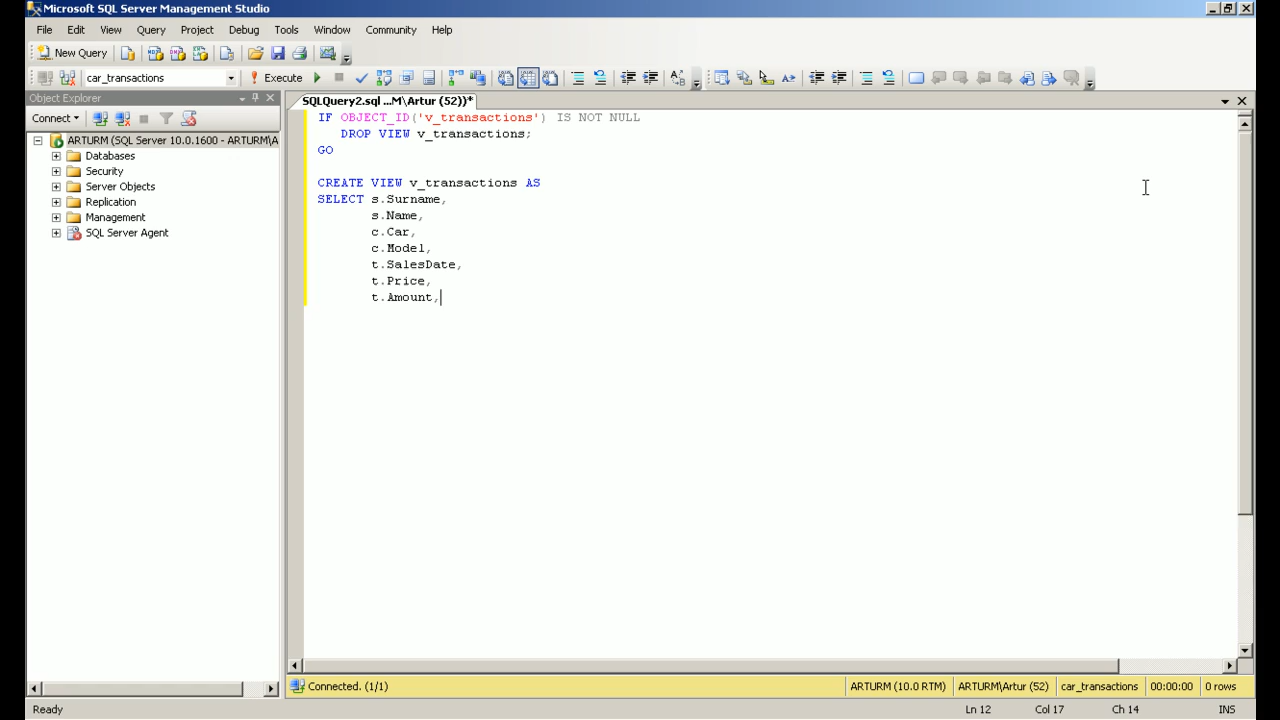 Microsoft SQL Server Management Studio
File Edit View Query Project Debug Tools Window Community Help
New Query
car_transactions Execute
Object Explorer
Connect
ARTURM (SQL Server 10.0.1600 - ARTURM\A
Databases
Security
Server Objects
Replication
Management
SQL Server Agent
SQLQuery2.sql ...M\Artur (52))*
IF OBJECT_ID('v_transactions') IS NOT NULL
DROP VIEW v_transactions;
GO
CREATE VIEW v_transactions AS
SELECT s.Surname,
s.Name,
c.Car,
c.Model,
t.SalesDate,
t.Price,
t.Amount,
Connected. (1/1) ARTURM (10.0 RTM) ARTURM\Artur (52) car_transactions 00:00:00 0 rows
Ready Ln 12 Col 17 Ch 14 INS